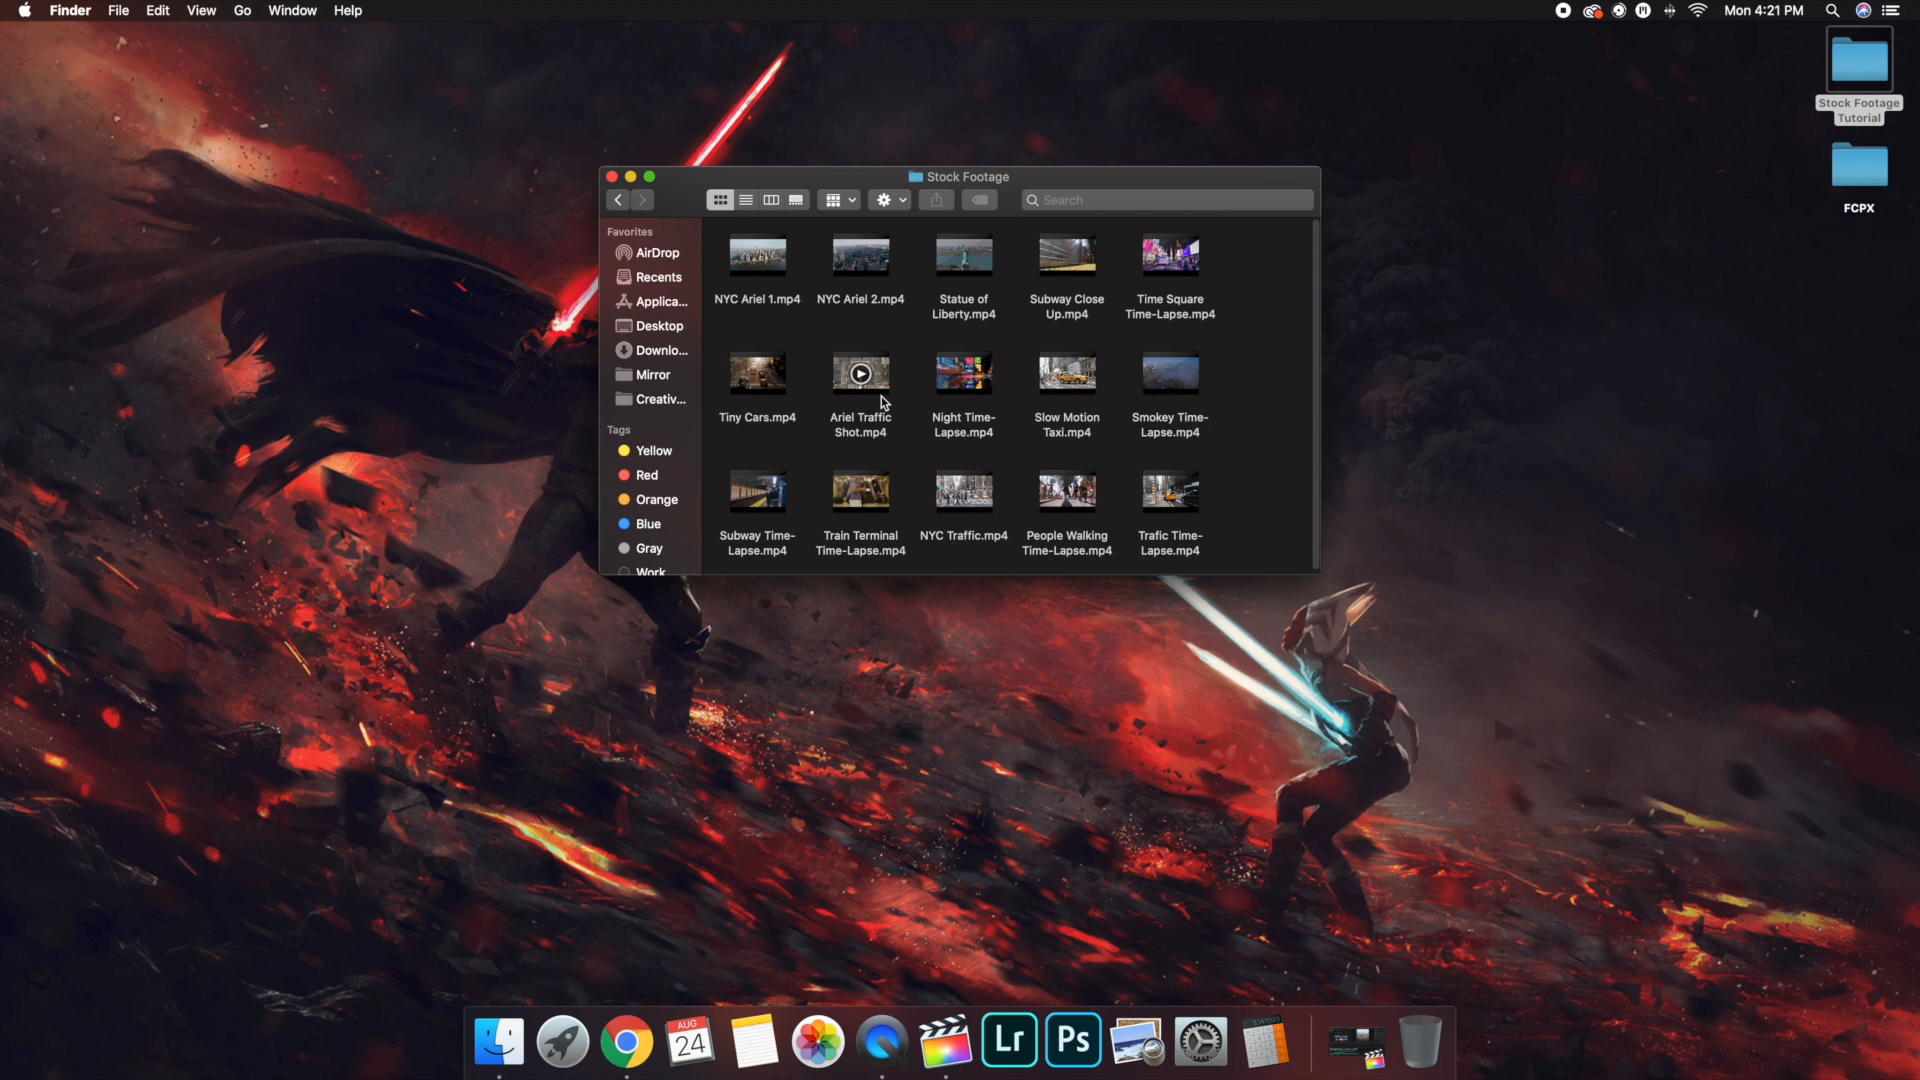 Finder File Edit View Go Window Help
Mon 4:21 PM
Stock Footage
Tutorial
FCPX
Stock Footage
Search
Favorites
AirDrop
Recents
Applica...
Desktop
Downlo...
Mirror
Creativ...
Tags
Yellow
Red
Orange
Blue
Gray
Work
NYC Ariel 1.mp4
NYC Ariel 2.mp4
Statue of
Liberty.mp4
Subway Close
Up.mp4
Time Square
Time-Lapse.mp4
Tiny Cars.mp4
Ariel Traffic
Shot.mp4
Night Time-
Lapse.mp4
Slow Motion
Taxi.mp4
Smokey Time-
Lapse.mp4
Subway Time-
Lapse.mp4
Train Terminal
Time-Lapse.mp4
NYC Traffic.mp4
People Walking
Time-Lapse.mp4
Trafic Time-
Lapse.mp4
AUG
24
Lr
Ps